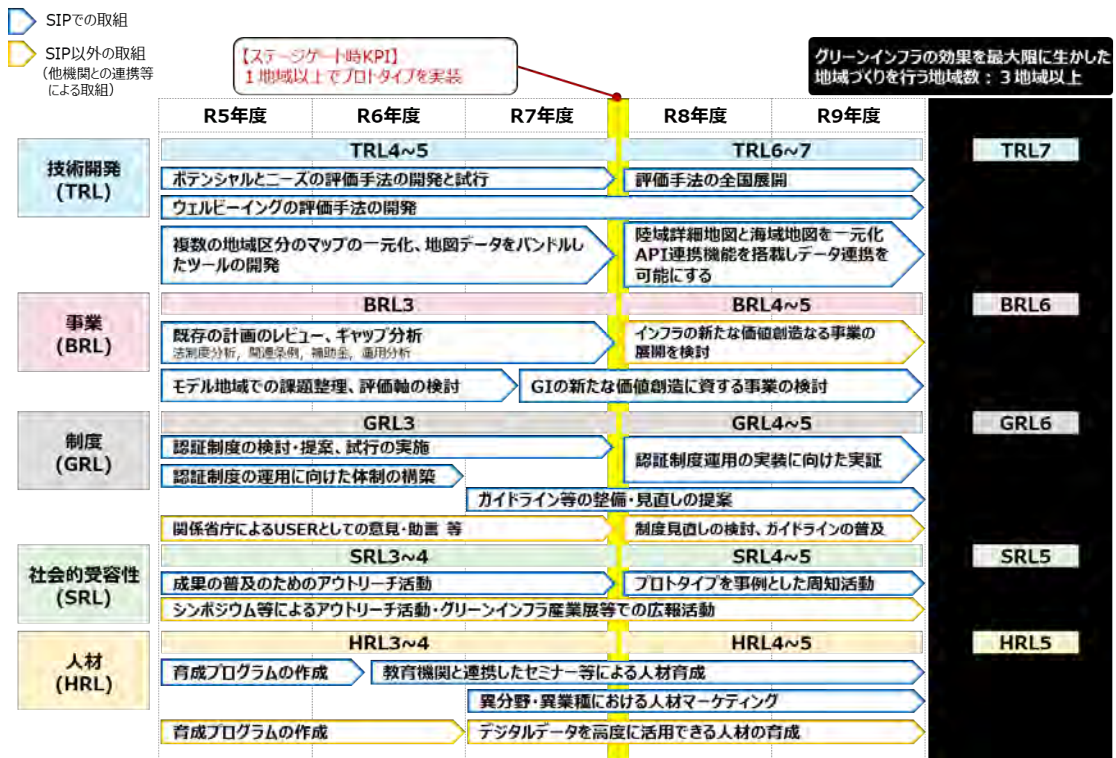 SIPでの取組
SIP以外の取組
(他機関との連携等
による取組)
【ステージゲート時KPI】
1地域以上でプロトタイプを実装
グリーンインフラの効果を最大限に生かした
地域づくりを行う地域数：３地域以上
R5年度 R6年度 R7年度 R8年度 R9年度
技術開発
(TRL)
TRL4~5 TRL6~7 TRL7
ポテンシャルとニーズの評価手法の開発と試行
評価手法の全国展開
ウェルビーイングの評価手法の開発
複数の地域区分のマップの一元化、地図データをバンドルし
たツールの開発
陸域詳細地図と海域地図を一元化
API連携機能を搭載しデータ連携を
可能にする
事業
(BRL)
BRL3 BRL4~5 BRL6
既存の計画のレビュー、ギャップ分析
法制度分析，関連条例，補助金，運用分析
インフラの新たな価値創造なる事業の
展開を検討
モデル地域での課題整理、評価軸の検討
GIの新たな価値創造に資する事業の検討
制度
(GRL)
GRL3 GRL4~5 GRL6
認証制度の検討・提案、試行の実施
認証制度運用の実装に向けた実証
認証制度の運用に向けた体制の構築
ガイドライン等の整備・見直しの提案
関係省庁によるUSERとしての意見・助言 等
制度見直しの検討、ガイドラインの普及
社会的受容性
(SRL)
SRL3~4 SRL4~5 SRL5
成果の普及のためのアウトリーチ活動
プロトタイプを事例とした周知活動
シンポジウム等によるアウトリーチ活動・グリーンインフラ産業展等での広報活動
人材
(HRL)
HRL3~4 HRL4~5 HRL5
育成プログラムの作成
教育機関と連携したセミナー等による人材育成
異分野・異業種における人材マーケティング
育成プログラムの作成
デジタルデータを高度に活用できる人材の育成